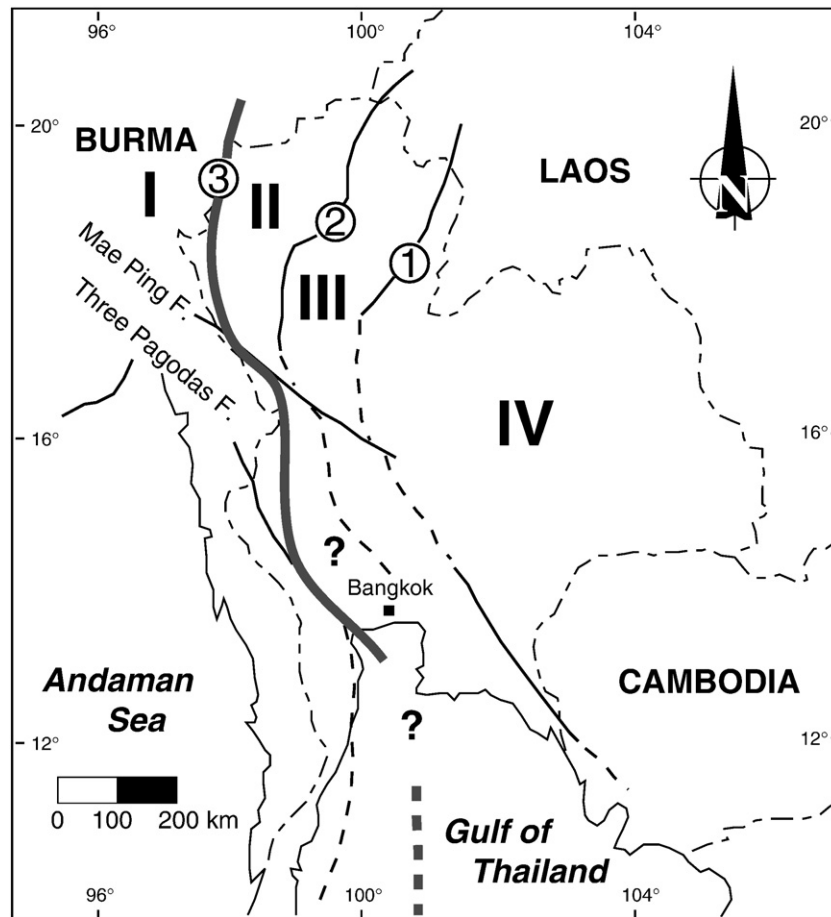 96°
100°
104°
20°
20°
BURMA
LAOS
N
I
3
II
2
1
III
Mae Ping F.
Three Pagodas F.
IV
16°
16°
?
Bangkok
Andaman
Sea
CAMBODIA
?
12°
12°
0 100 200 km
Gulf of
Thailand
96°
100°
104°